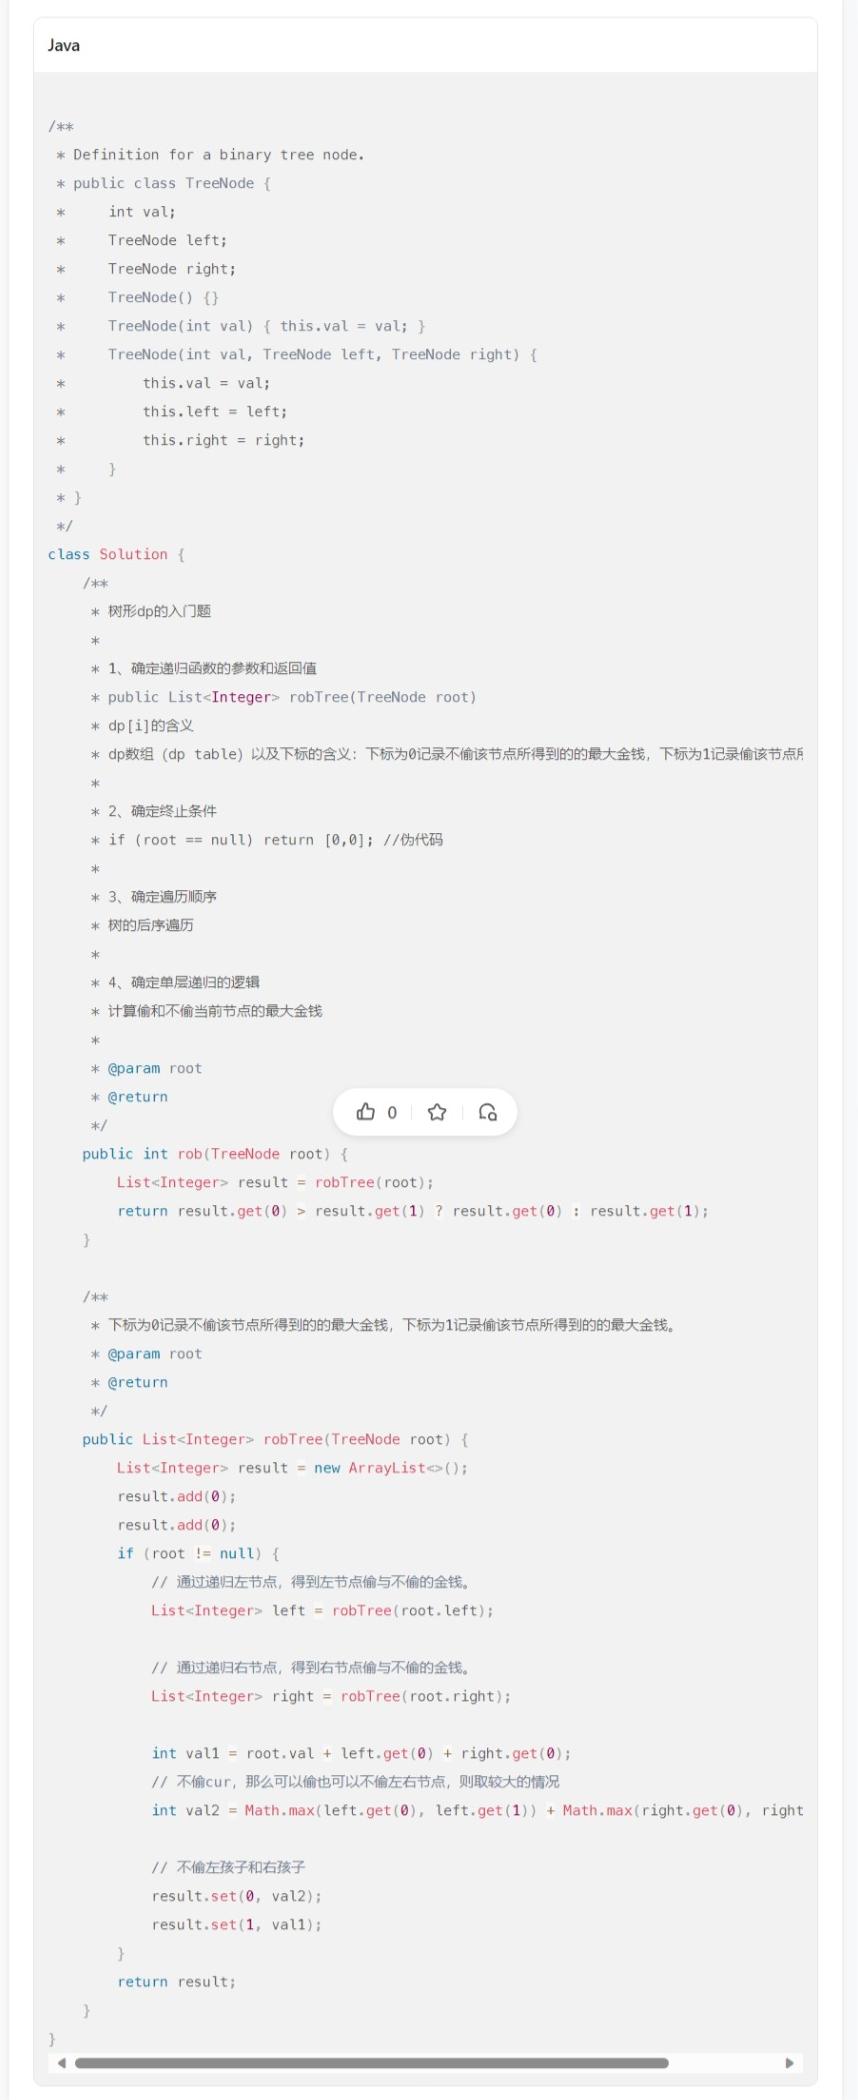 Java
/**
 * Definition for a binary tree node.
 * public class TreeNode {
 *     int val;
 *     TreeNode left;
 *     TreeNode right;
 *     TreeNode() {}
 *     TreeNode(int val) { this.val = val; }
 *     TreeNode(int val, TreeNode left, TreeNode right) {
 *         this.val = val;
 *         this.left = left;
 *         this.right = right;
 *     }
 * }
 */
class Solution {
    /**
     * 树形dp的入门题
     *
     * 1、确定递归函数的参数和返回值
     * public List<Integer> robTree(TreeNode root)
     * dp[i]的含义
     * dp数组（dp table）以及下标的含义：下标为0记录不偷该节点所得到的的最大金钱，下标为1记录偷该节点
     *
     * 2、确定终止条件
     * if (root == null) return [0,0]; //伪代码
     *
     * 3、确定遍历顺序
     * 树的后序遍历
     *
     * 4、确定单层递归的逻辑
     * 计算偷和不偷当前节点的最大金钱
     *
     * @param root
     * @return
     */
0
    public int rob(TreeNode root) {
        List<Integer> result = robTree(root);
        return result.get(0) > result.get(1) ? result.get(0) : result.get(1);
    }
    /**
     * 下标为0记录不偷该节点所得到的的最大金钱，下标为1记录偷该节点所得到的的最大金钱。
     * @param root
     * @return
     */
    public List<Integer> robTree(TreeNode root) {
        List<Integer> result = new ArrayList<>();
        result.add(0);
        result.add(0);
        if (root != null) {
            // 通过递归左节点，得到左节点偷与不偷的金钱。
            List<Integer> left = robTree(root.left);
            // 通过递归右节点，得到右节点偷与不偷的金钱。
            List<Integer> right = robTree(root.right);
            int val1 = root.val + left.get(0) + right.get(0);
            // 不偷cur，那么可以偷也可以不偷左右节点，则取较大的情况
            int val2 = Math.max(left.get(0), left.get(1)) + Math.max(right.get(0), right
            // 不偷左孩子和右孩子
            result.set(0, val2);
            result.set(1, val1);
        }
        return result;
    }
}